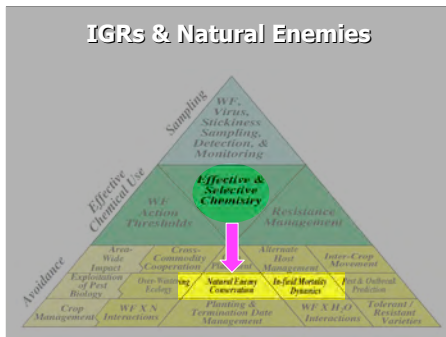 IGRs & Natural Enemies
Sampling
WF,
Virus,
Stickiness
Sampling,
Detection, &
Monitoring
Effective
Chemical Use
Effective &
Selective
Chemistry
WF
Action
Thresholds
Resistance
Management
Avoidance
Area-
Wide
Impact
Cross-
Commodity
Cooperation
Alternate
Host
Management
Inter-Crop
Movement
Exploitation
of Pest
Biology
Ecology
Natural Enemy
Conservation
In-field Mortality
Dynamics
Prediction
Crop
Management
WF X N
Interactions
Planting &
Termination Date
Management
WF X H2O
Interactions
Tolerant /
Resistant
Varieties